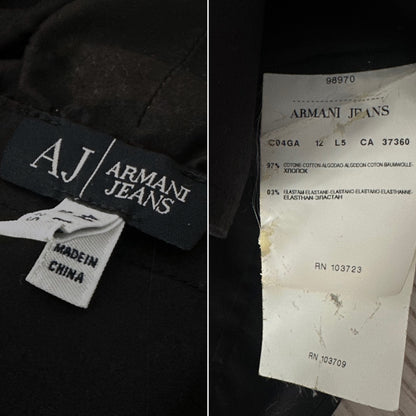 AJ ARMANI
JEANS
MADE IN
CHINA
98970
ARMANI JEANS
C04GA 12 L5 CA 37360
97% COTONE-COTTON ALGODAO-ALGODON-COTON BAUMWOLLE-
ХЛОПОК
03% ELASTAM-ELASTANE-ELASTANO-ELASTANO-ELASTHANNE-
ELASTHAN-ЭЛАСТАН
RN 103723
RN 103709